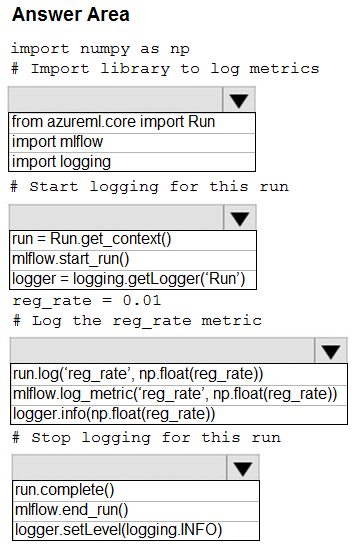 Answer Area
import numpy as np
# Import library to log metrics
from azureml.core import Run
import mlflow
import logging
# Start logging for this run
run = Run.get_context()
mlflow.start_run()
logger = logging.getLogger(‘Run’)
reg_rate = 0.01
# Log the reg_rate metric
run.log(‘reg_rate’, np.float(reg_rate))
mlflow.log_metric(‘reg_rate’, np.float(reg_rate))
logger.info(np.float(reg_rate))
# Stop logging for this run
run.complete()
mlflow.end_run()
logger.setLevel(logging.INFO)